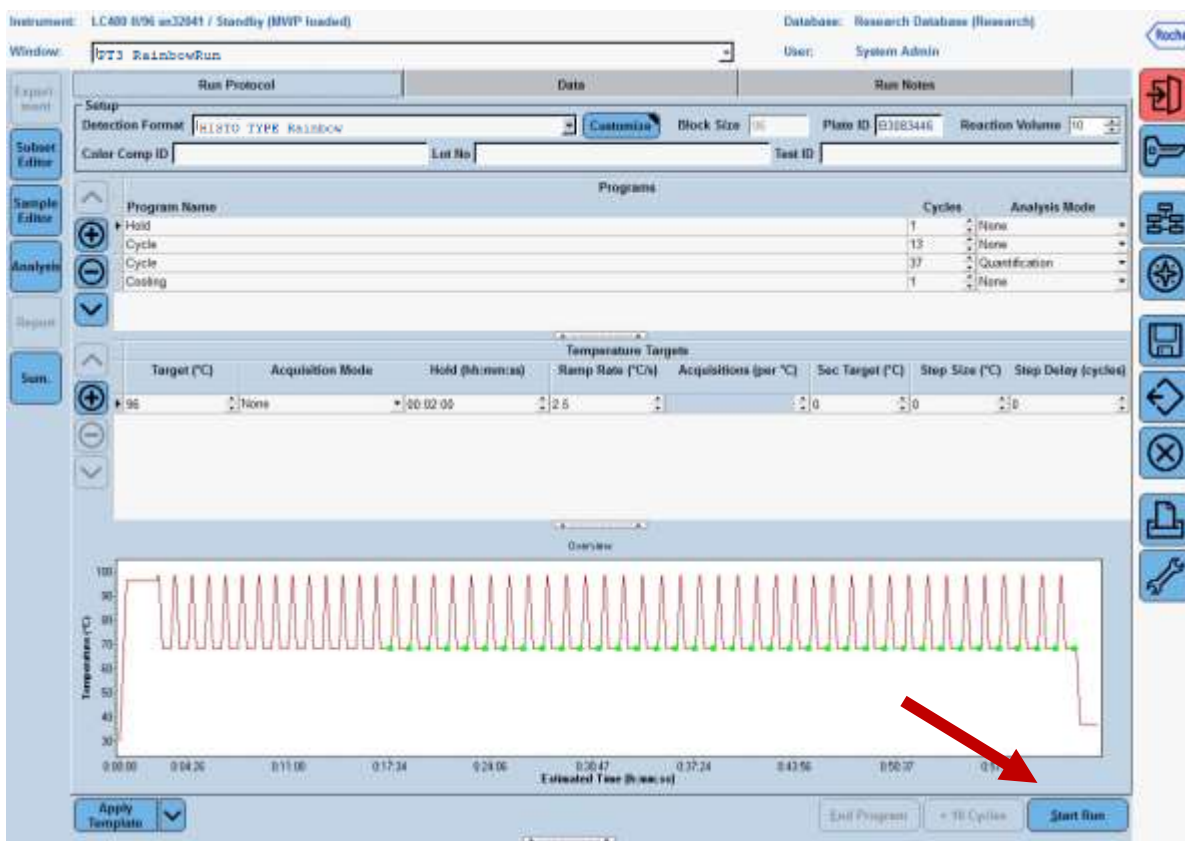 Instrument: LC480 II/96 sn32041 / Standby (MWP loaded) Database: Research Database (Research)
Roche
Window: ST3 RainbowRun User: System Admin
Experiment
Run Protocol Data Run Notes
Setup
Detection Format HISTO TYPE Rainbow Customize Block Size 96 Plate ID Reaction Volume 10
Color Comp ID Lot No Test ID
Subset Editor
Programs
Sample Editor
Program Name Cycles Analysis Mode
Hold 1 None
Cycle 13 None
Cycle 37 Quantification
Cooling 1 None
Analysis
Report
Sum.
Temperature Targets
Target (°C) Acquisition Mode Hold (hh:mm:ss) Ramp Rate (°C/s) Acquisitions (per °C) Sec Target (°C) Step Size (°C) Step Delay (cycles)
96 None 00:02:00 2.5 0 0 0
Overview
Temperature (°C)
100
90
80
70
60
50
40
30
0:00:00 0:04:26 0:11:00 0:17:34 0:30:47 0:37:24 0:43:56 0:50:37
Estimated Time (h:mm:ss)
Apply Template End Program + 10 Cycles Start Run